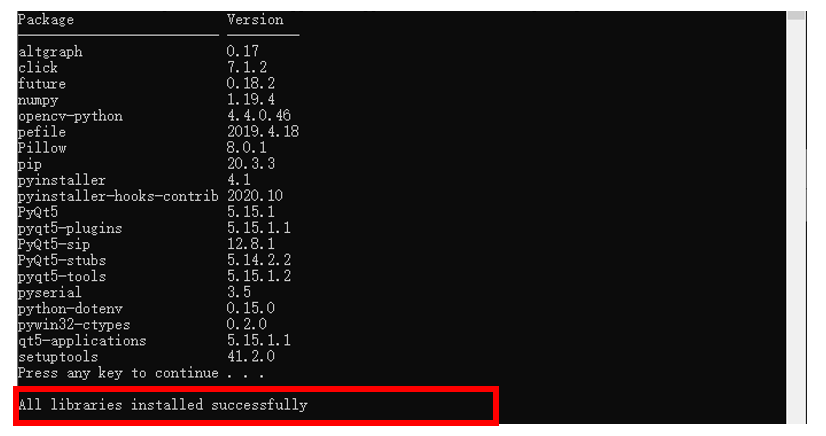 Package Version
altgraph 0.17
click 7.1.2
future 0.18.2
numpy 1.19.4
opencv-python 4.4.0.46
pefile 2019.4.18
Pillow 8.0.1
pip 20.3.3
pyinstaller 4.1
pyinstaller-hooks-contrib 2020.10
PyQt5 5.15.1
pyqt5-plugins 5.15.1.1
PyQt5-sip 12.8.1
PyQt5-stubs 5.14.2.2
pyqt5-tools 5.15.1.2
pyserial 3.5
python-dotenv 0.15.0
pywin32-ctypes 0.2.0
qt5-applications 5.15.1.1
setuptools 41.2.0
Press any key to continue . . .
All libraries installed successfully